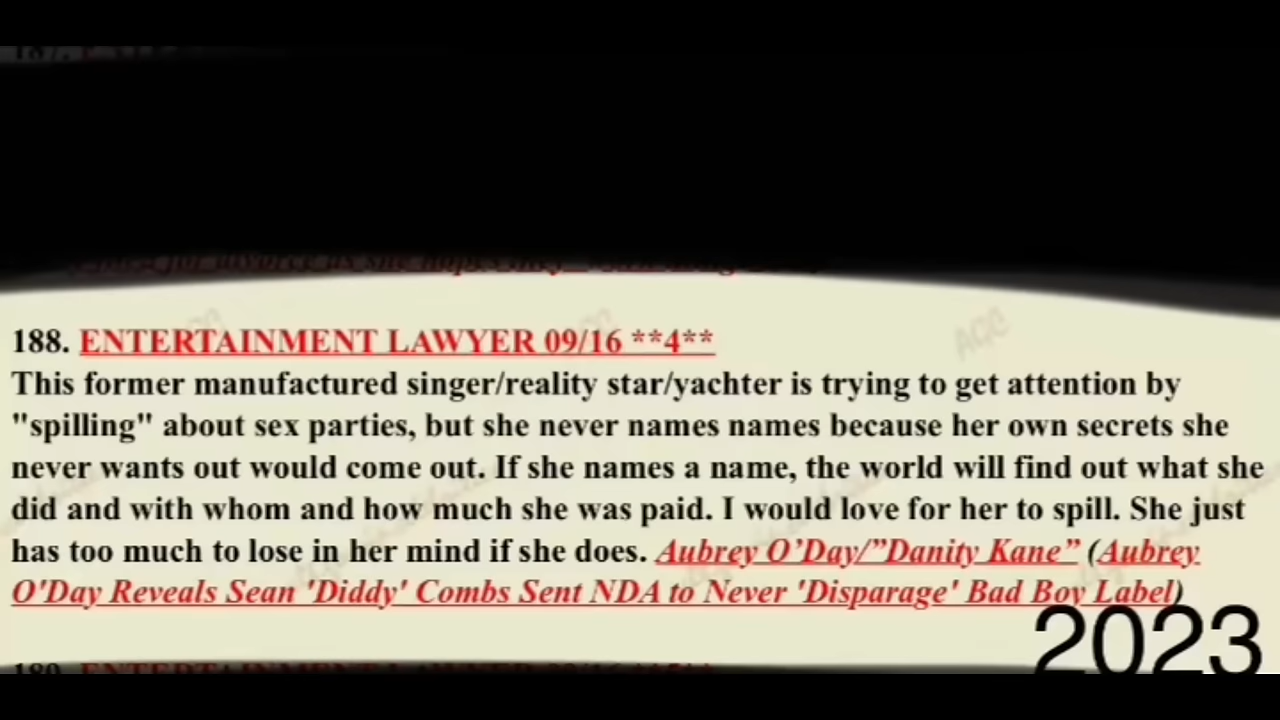 188. ENTERTAINMENT LAWYER 09/16 **4**
This former manufactured singer/reality star/yachter is trying to get attention by
"spilling" about sex parties, but she never names names because her own secrets she
never wants out would come out. If she names a name, the world will find out what she
did and with whom and how much she was paid. I would love for her to spill. She just
has too much to lose in her mind if she does. Aubrey O’Day/”Danity Kane” (Aubrey
O'Day Reveals Sean 'Diddy' Combs Sent NDA to Never 'Disparage' Bad Boy Label)
2023